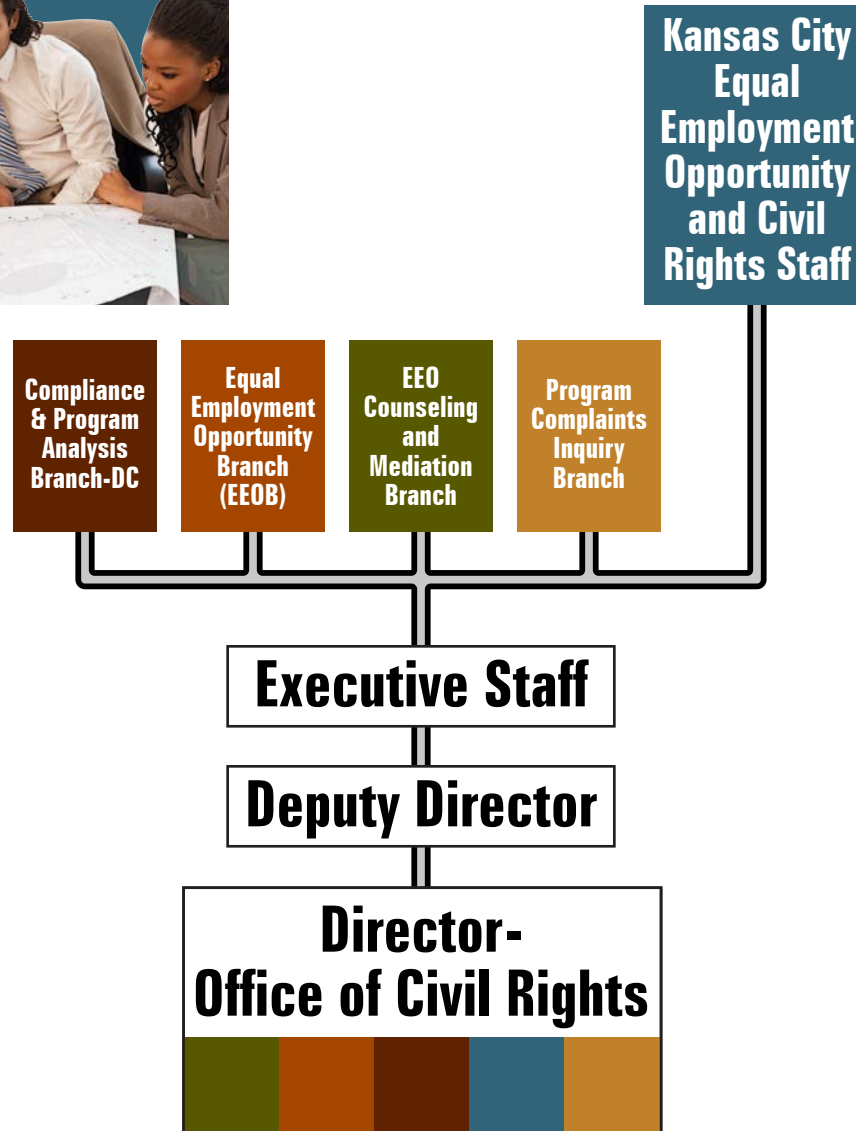 Kansas City
Equal
Employment
Opportunity
and Civil
Rights Staff
Compliance
& Program
Analysis
Branch-DC
Equal
Employment
Opportunity
Branch
(EEOB)
EEO
Counseling
and
Mediation
Branch
Program
Complaints
Inquiry
Branch
Executive Staff
Deputy Director
Director-
Office of Civil Rights